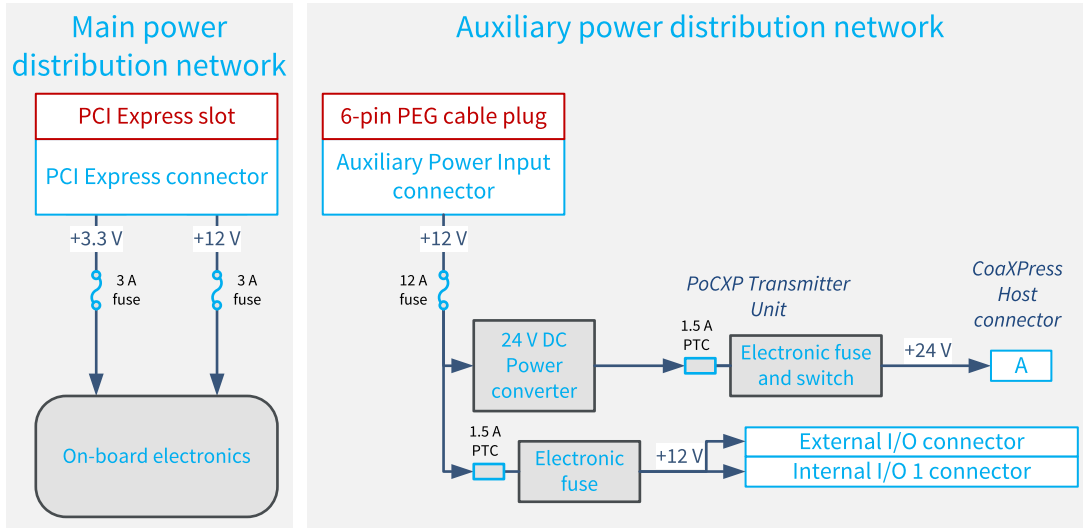 Main power
distribution network
PCI Express slot
PCI Express connector
+3.3 V
+12 V
3 A
fuse
3 A
fuse
On-board electronics
Auxiliary power distribution network
6-pin PEG cable plug
Auxiliary Power Input
connector
+12 V
12 A
fuse
24 V DC
Power
converter
1.5 A
PTC
PoCXP Transmitter
Unit
Electronic fuse
and switch
+24 V
CoaXPress
Host
connector
A
1.5 A
PTC
Electronic
fuse
+12 V
External I/O connector
Internal I/O 1 connector